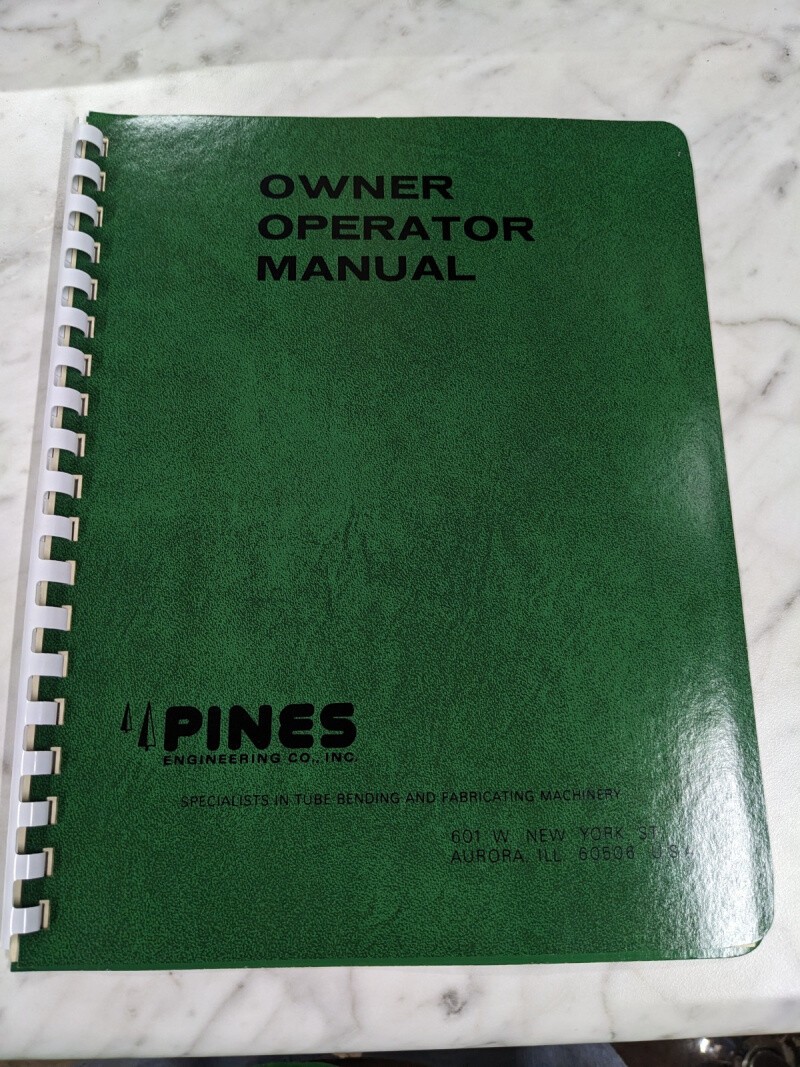 OWNER
OPERATOR
MANUAL
PINES
ENGINEERING CO., INC.
SPECIALISTS IN TUBE BENDING AND FABRICATING MACHINERY
601 W. NEW YORK ST.
AURORA, ILL. 60506 U.S.A.